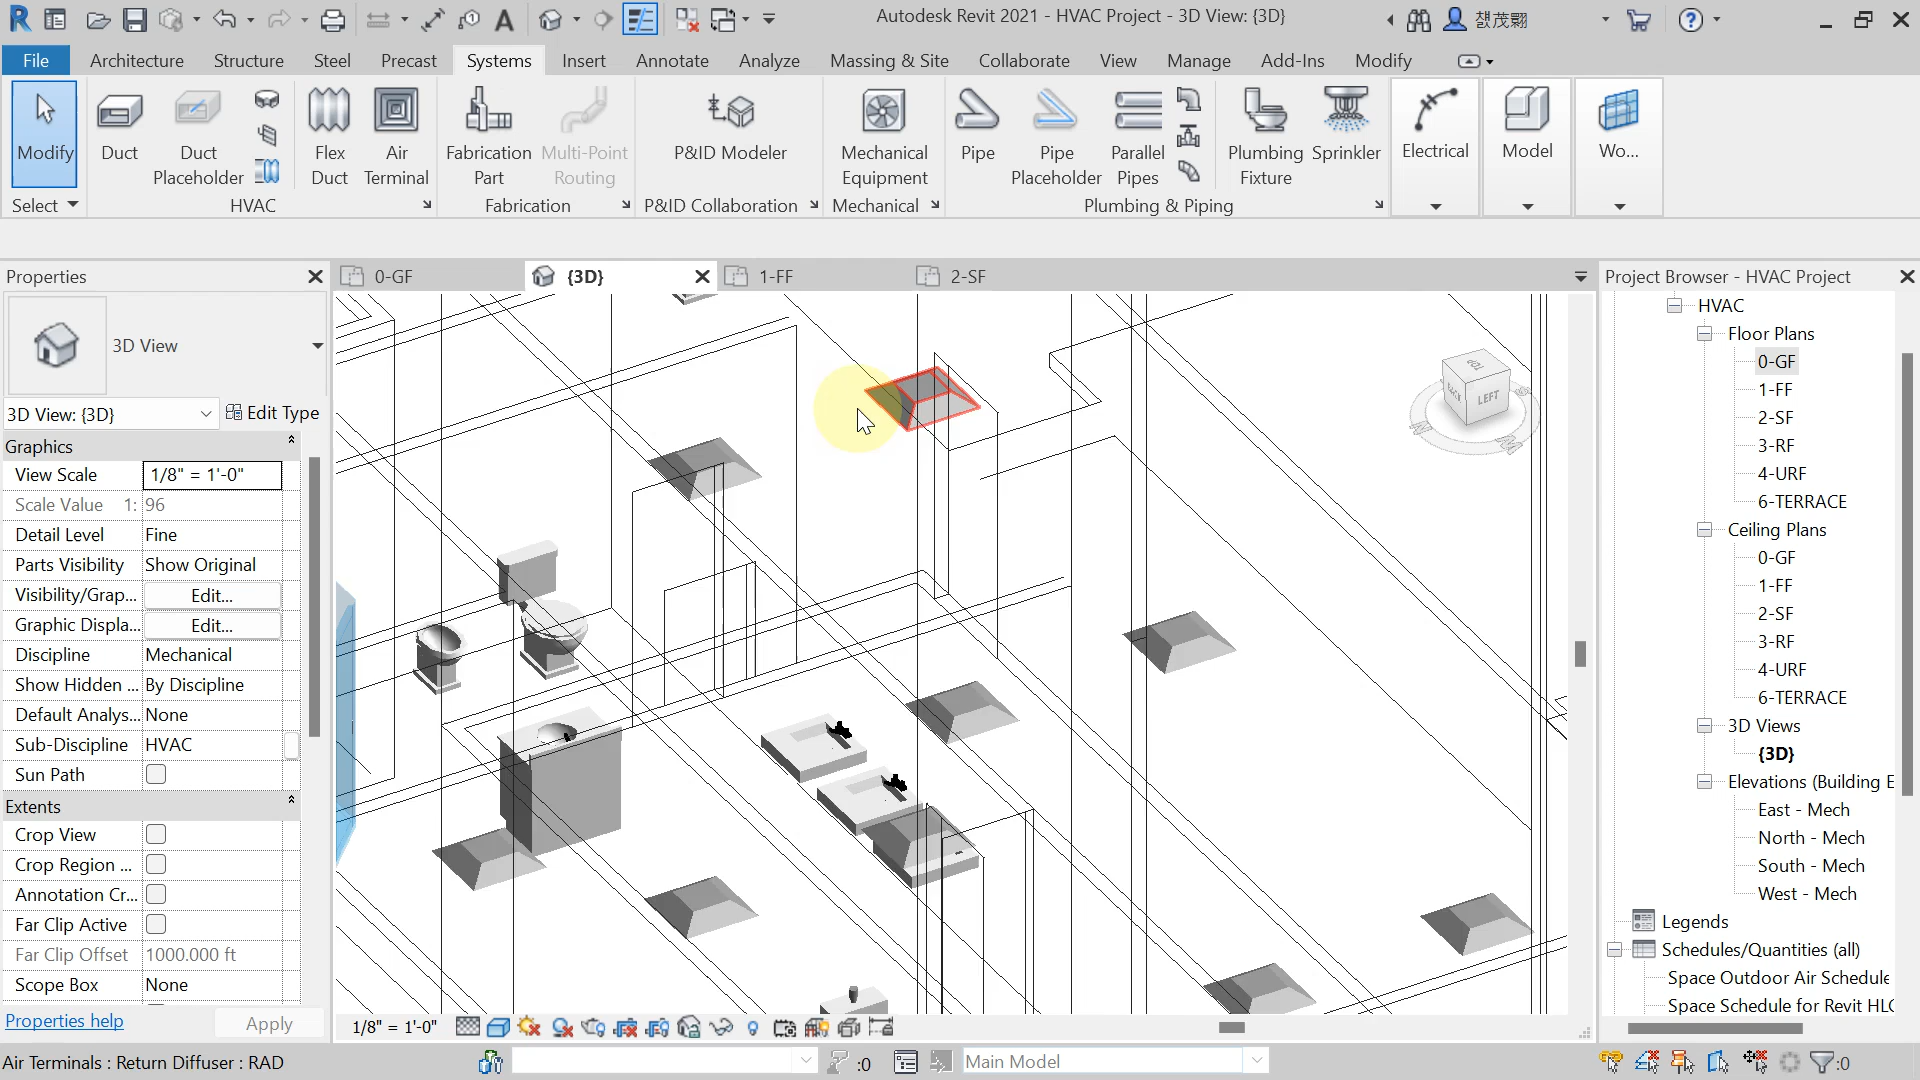 Autodesk Revit 2021 - HVAC Project - 3D View: {3D}
File Architecture Structure Steel Precast Systems Insert Annotate Analyze Massing & Site Collaborate View Manage Add-Ins Modify
Modify
Duct
Duct Placeholder
Flex Duct
Air Terminal
Fabrication Part
Multi-Point Routing
P&ID Modeler
Mechanical Equipment
Pipe
Pipe Placeholder
Parallel Pipes
Plumbing Fixture
Sprinkler
Electrical
Model
Wo...
Select HVAC Fabrication P&ID Collaboration Mechanical Plumbing & Piping
Properties
0-GF {3D} 1-FF 2-SF
3D View
3D View: {3D} Edit Type
Graphics
View Scale 1/8" = 1'-0"
Scale Value 1: 96
Detail Level Fine
Parts Visibility Show Original
Visibility/Grap... Edit...
Graphic Displa... Edit...
Discipline Mechanical
Show Hidden ... By Discipline
Default Analys... None
Sub-Discipline HVAC
Sun Path
Extents
Crop View
Crop Region ...
Annotation Cr...
Far Clip Active
Far Clip Offset 1000.000 ft
Scope Box None
Properties help Apply
TOP
BACK LEFT
1/8" = 1'-0"
Project Browser - HVAC Project
HVAC
Floor Plans
0-GF
1-FF
2-SF
3-RF
4-URF
6-TERRACE
Ceiling Plans
0-GF
1-FF
2-SF
3-RF
4-URF
6-TERRACE
3D Views
{3D}
Elevations (Building E
East - Mech
North - Mech
South - Mech
West - Mech
Legends
Schedules/Quantities (all)
Space Outdoor Air Schedule
Space Schedule for Revit HLC
Air Terminals : Return Diffuser : RAD
:0
Main Model
:0